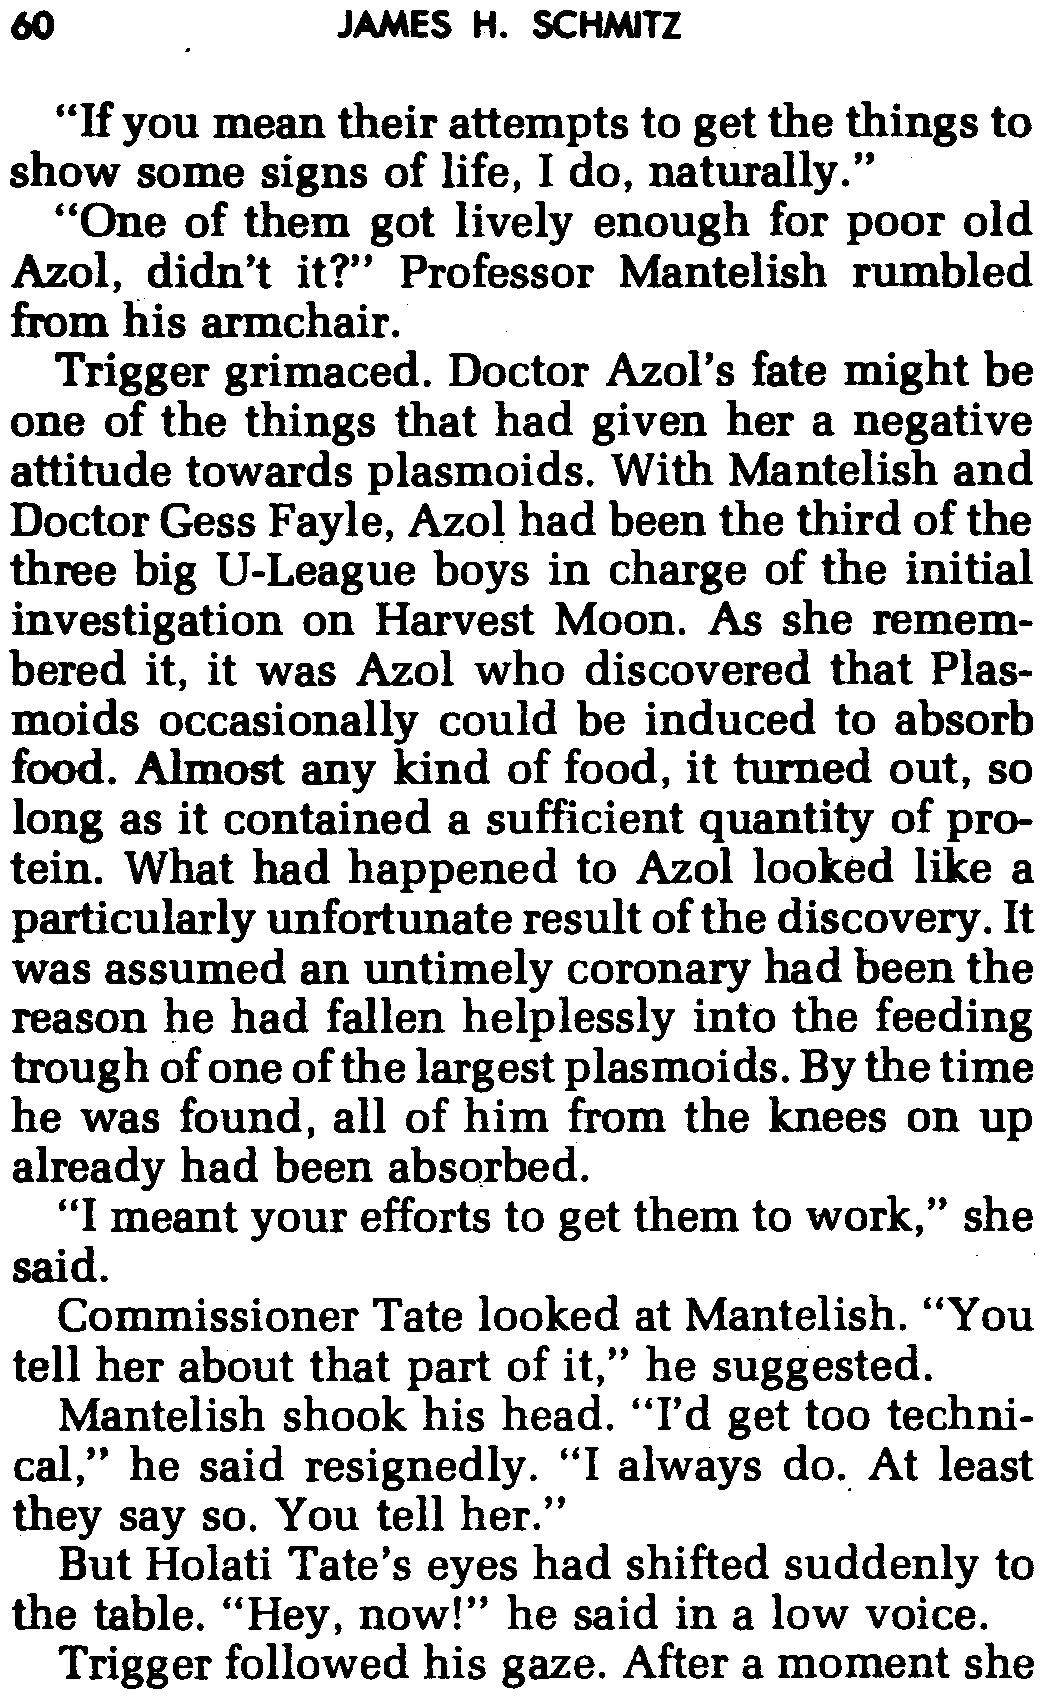 60 JAMES H. SCHMITZ
“If you mean their attempts to get the things to
show some signs of life, I do, naturally.”
“One of them got lively enough for poor old
Azol, didn't it?” Professor Mantelish rumbled
from his armchair.
Trigger grimaced. Doctor Azol's fate might be
one of the things that had given her a negative
attitude towards plasmoids. With Mantelish and
Doctor Gess Fayle, Azol had been the third of the
three big U-League boys in charge of the initial
investigation on Harvest Moon. As she remem-
bered it, it was Azol who discovered that Plas-
moids occasionally could be induced to absorb
food. Almost any kind of food, it turned out, so
long as it contained a sufficient quantity of pro-
tein. What had happened to Azol looked like a
particularly unfortunate result of the discovery. It
was assumed an untimely coronary had been the
reason he had fallen helplessly into the feeding
trough of one of the largest plasmoids. By the time
he was found, all of him from the knees on up
already had been absorbed.
“I meant your efforts to get them to work,” she
said.
Commissioner Tate looked at Mantelish. “You
tell her about that part of it,” he suggested.
Mantelish shook his head. “I'd get too techni-
cal,” he said resignedly. “I always do. At least
they say so. You tell her.”
But Holati Tate's eyes had shifted suddenly to
the table. “Hey, now!” he said in a low voice.
Trigger followed his gaze. After a moment she